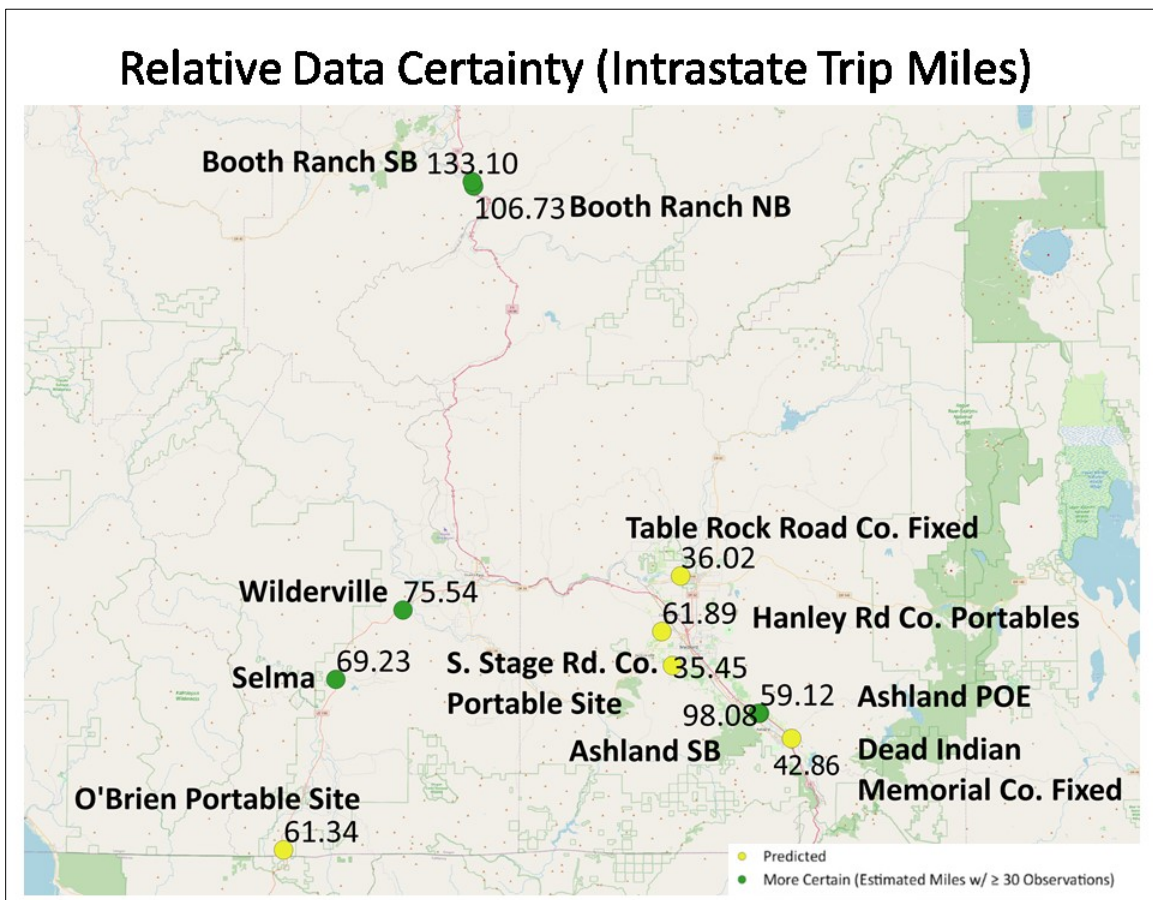 Relative Data Certainty (Intrastate Trip Miles)
Booth Ranch SB 133.10
106.73 Booth Ranch NB
Table Rock Road Co. Fixed
36.02
Wilderville 75.54
61.89 Hanley Rd Co. Portables
Selma 69.23
S. Stage Rd. Co. 35.45
Portable Site
59.12 Ashland POE
98.08
Ashland SB
Dead Indian
42.86
Memorial Co. Fixed
O'Brien Portable Site
61.34
Predicted
More Certain (Estimated Miles w/ ≥ 30 Observations)